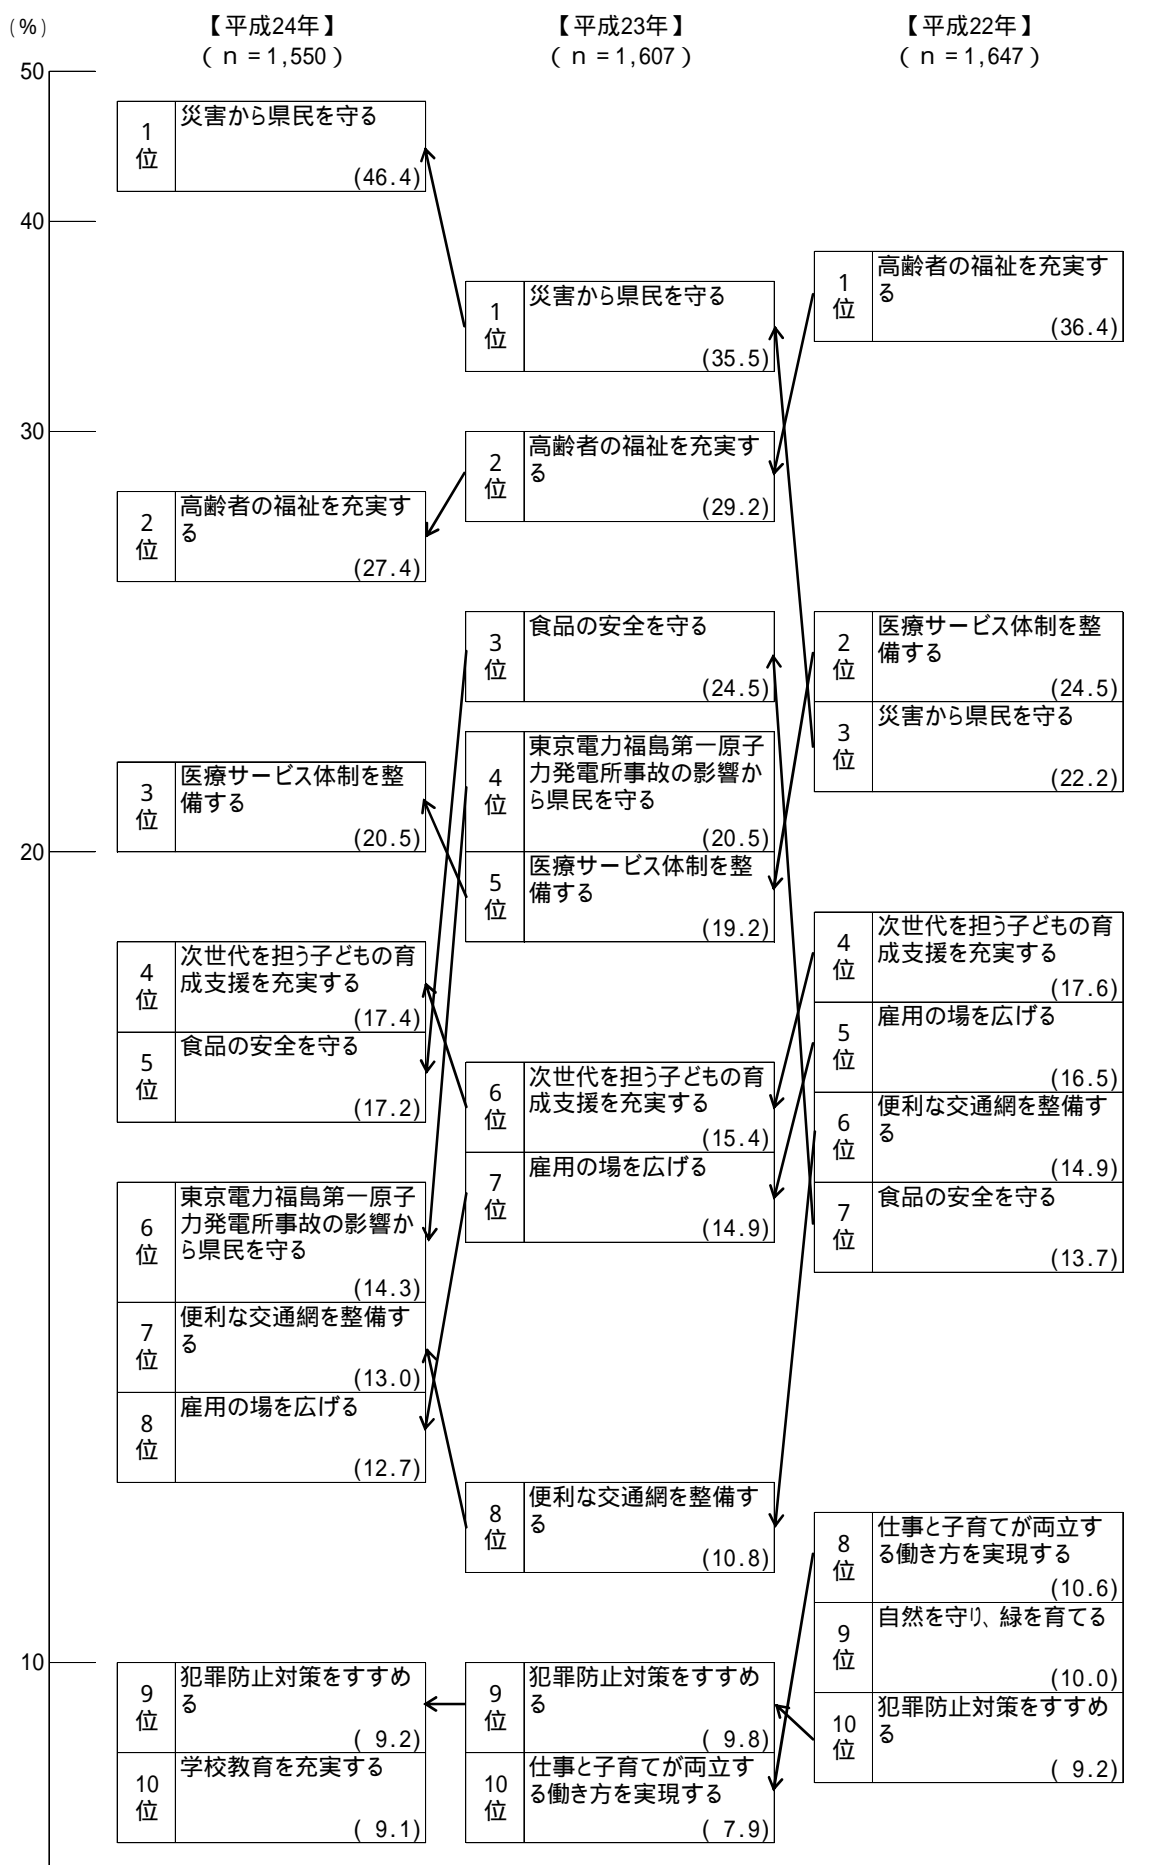 (%)
【平成24年】
(n=1,550)
【平成23年】
(n=1,607)
【平成22年】
(n=1,647)
50
40
30
20
10
1
位
災害から県民を守る
(46.4)
2
位
高齢者の福祉を充実す
る
(27.4)
3
位
医療サービス体制を整
備する
(20.5)
4
位
次世代を担う子どもの育
成支援を充実する
(17.4)
5
位
食品の安全を守る
(17.2)
6
位
東京電力福島第一原子
力発電所事故の影響か
ら県民を守る
(14.3)
7
位
便利な交通網を整備す
る
(13.0)
8
位
雇用の場を広げる
(12.7)
9
位
犯罪防止対策をすすめ
る
( 9.2)
10
位
学校教育を充実する
( 9.1)
1
位
災害から県民を守る
(35.5)
2
位
高齢者の福祉を充実す
る
(29.2)
3
位
食品の安全を守る
(24.5)
4
位
東京電力福島第一原子
力発電所事故の影響か
ら県民を守る
(20.5)
5
位
医療サービス体制を整
備する
(19.2)
6
位
次世代を担う子どもの育
成支援を充実する
(15.4)
7
位
雇用の場を広げる
(14.9)
8
位
便利な交通網を整備す
る
(10.8)
9
位
犯罪防止対策をすすめ
る
( 9.8)
10
位
仕事と子育てが両立す
る働き方を実現する
( 7.9)
1
位
高齢者の福祉を充実す
る
(36.4)
2
位
医療サービス体制を整
備する
(24.5)
3
位
災害から県民を守る
(22.2)
4
位
次世代を担う子どもの育
成支援を充実する
(17.6)
5
位
雇用の場を広げる
(16.5)
6
位
便利な交通網を整備す
る
(14.9)
7
位
食品の安全を守る
(13.7)
8
位
仕事と子育てが両立す
る働き方を実現する
(10.6)
9
位
自然を守り、緑を育てる
(10.0)
10
位
犯罪防止対策をすすめ
る
( 9.2)